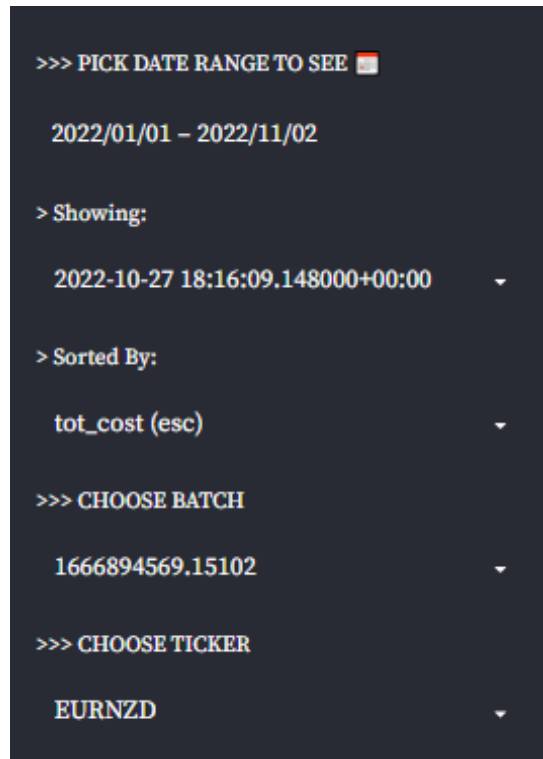 >>> PICK DATE RANGE TO SEE 📅
2022/01/01 – 2022/11/02
> Showing:
2022-10-27 18:16:09.148000+00:00
> Sorted By:
tot_cost (esc)
>>> CHOOSE BATCH
1666894569.15102
>>> CHOOSE TICKER
EURNZD